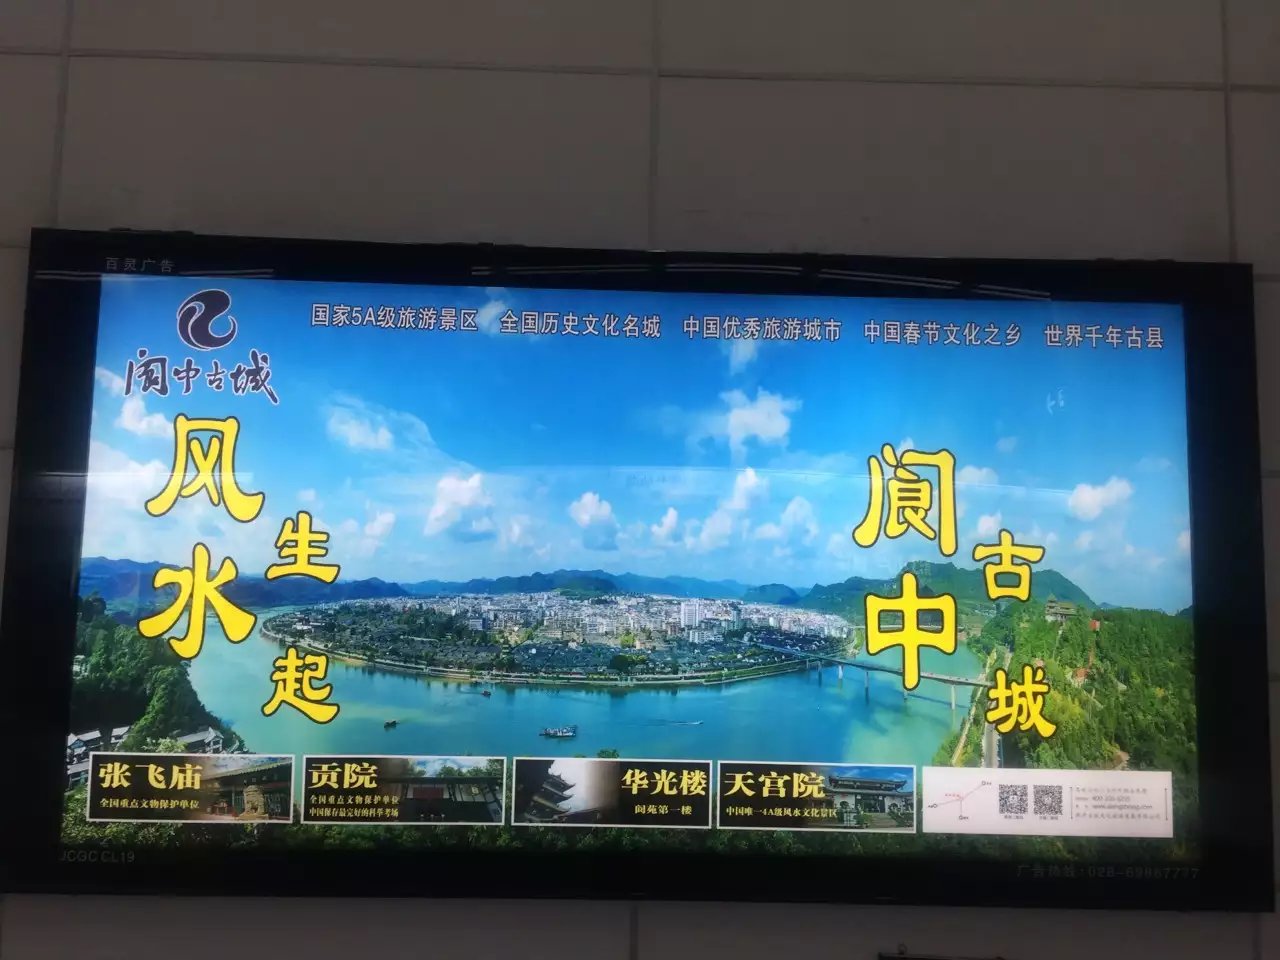 百灵广告
阆中古城
国家5A级旅游景区 全国历史文化名城 中国优秀旅游城市 中国春节文化之乡 世界千年古县
风水
生起
阆中
古城
张飞庙
全国重点文物保护单位
贡院
全国重点文物保护单位
中国保存最完好的科举考场
华光楼
阆苑第一楼
天宫院
中国唯一4A级风水文化景区
JCGC CL19
广告热线:028-69887777